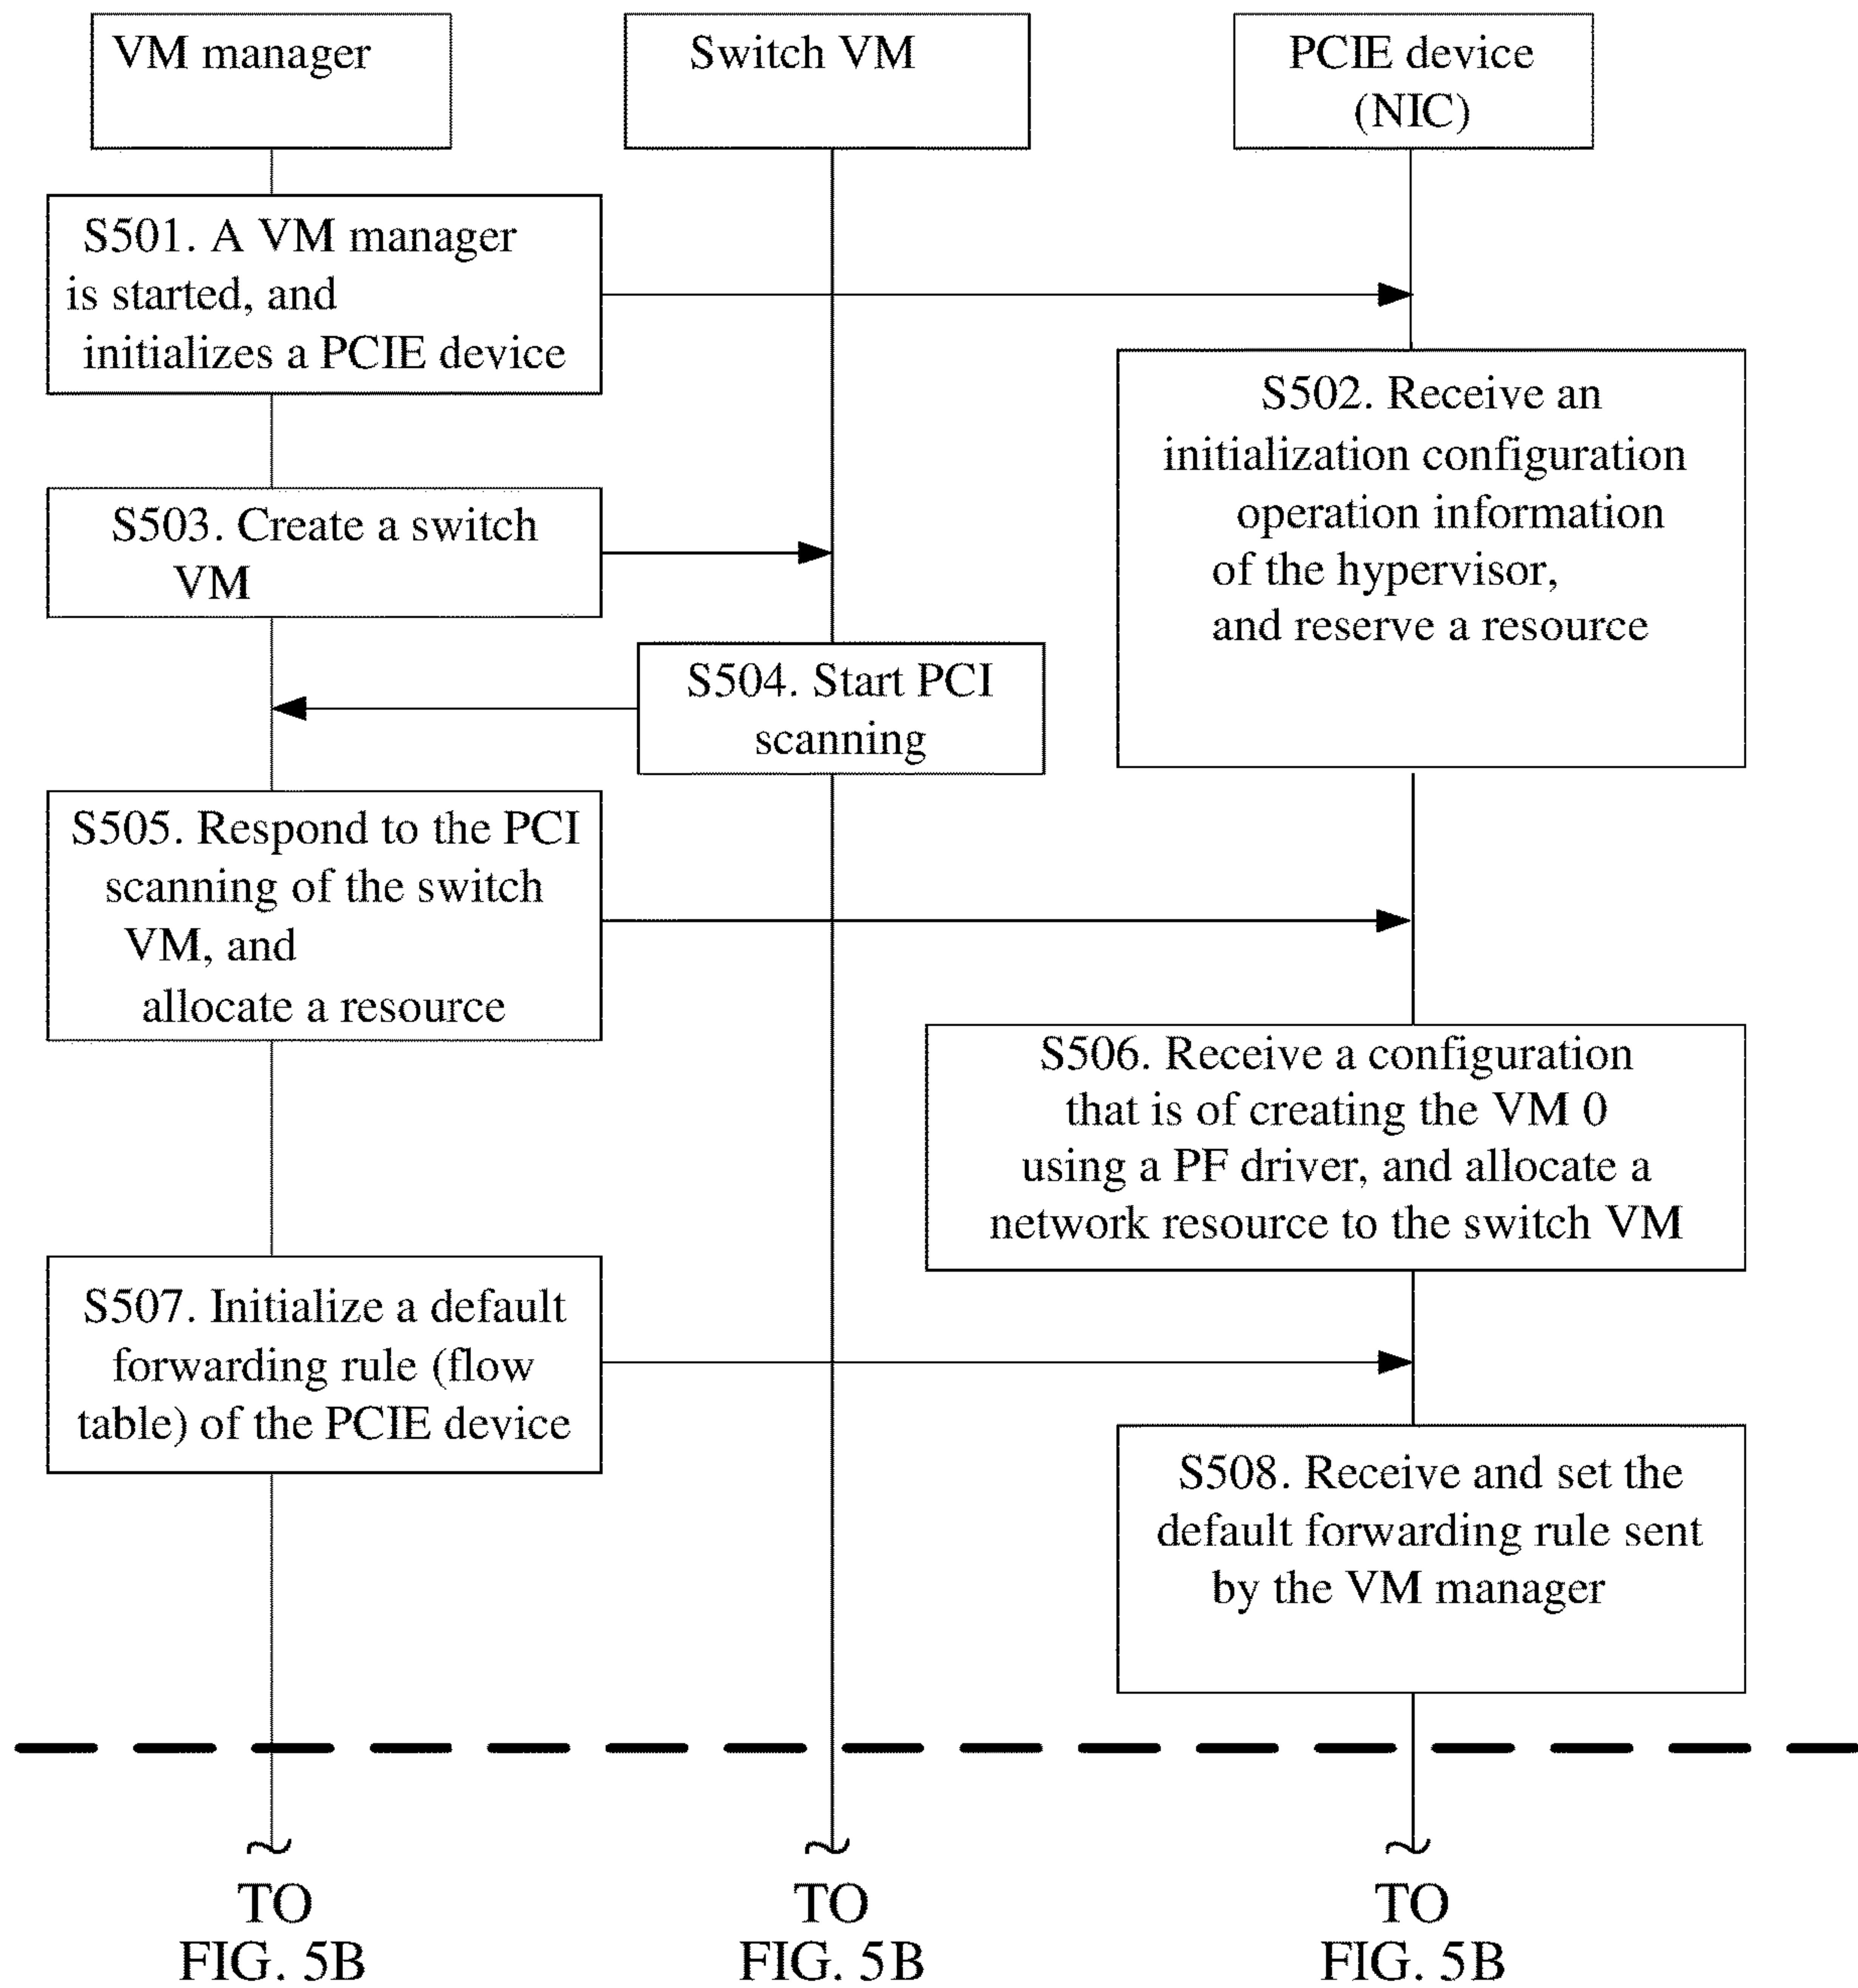 VM manager
Switch VM
PCIE device
(NIC)
S501. A VM manager
is started, and
initializes a PCIE device
S502. Receive an
initialization configuration
operation information
of the hypervisor,
and reserve a resource
S503. Create a switch
VM
S504. Start PCI
scanning
S505. Respond to the PCI
scanning of the switch
VM, and
allocate a resource
S506. Receive a configuration
that is of creating the VM 0
using a PF driver, and allocate a
network resource to the switch VM
S507. Initialize a default
forwarding rule (flow
table) of the PCIE device
S508. Receive and set the
default forwarding rule sent
by the VM manager
TO
FIG. 5B
TO
FIG. 5B
TO
FIG. 5B